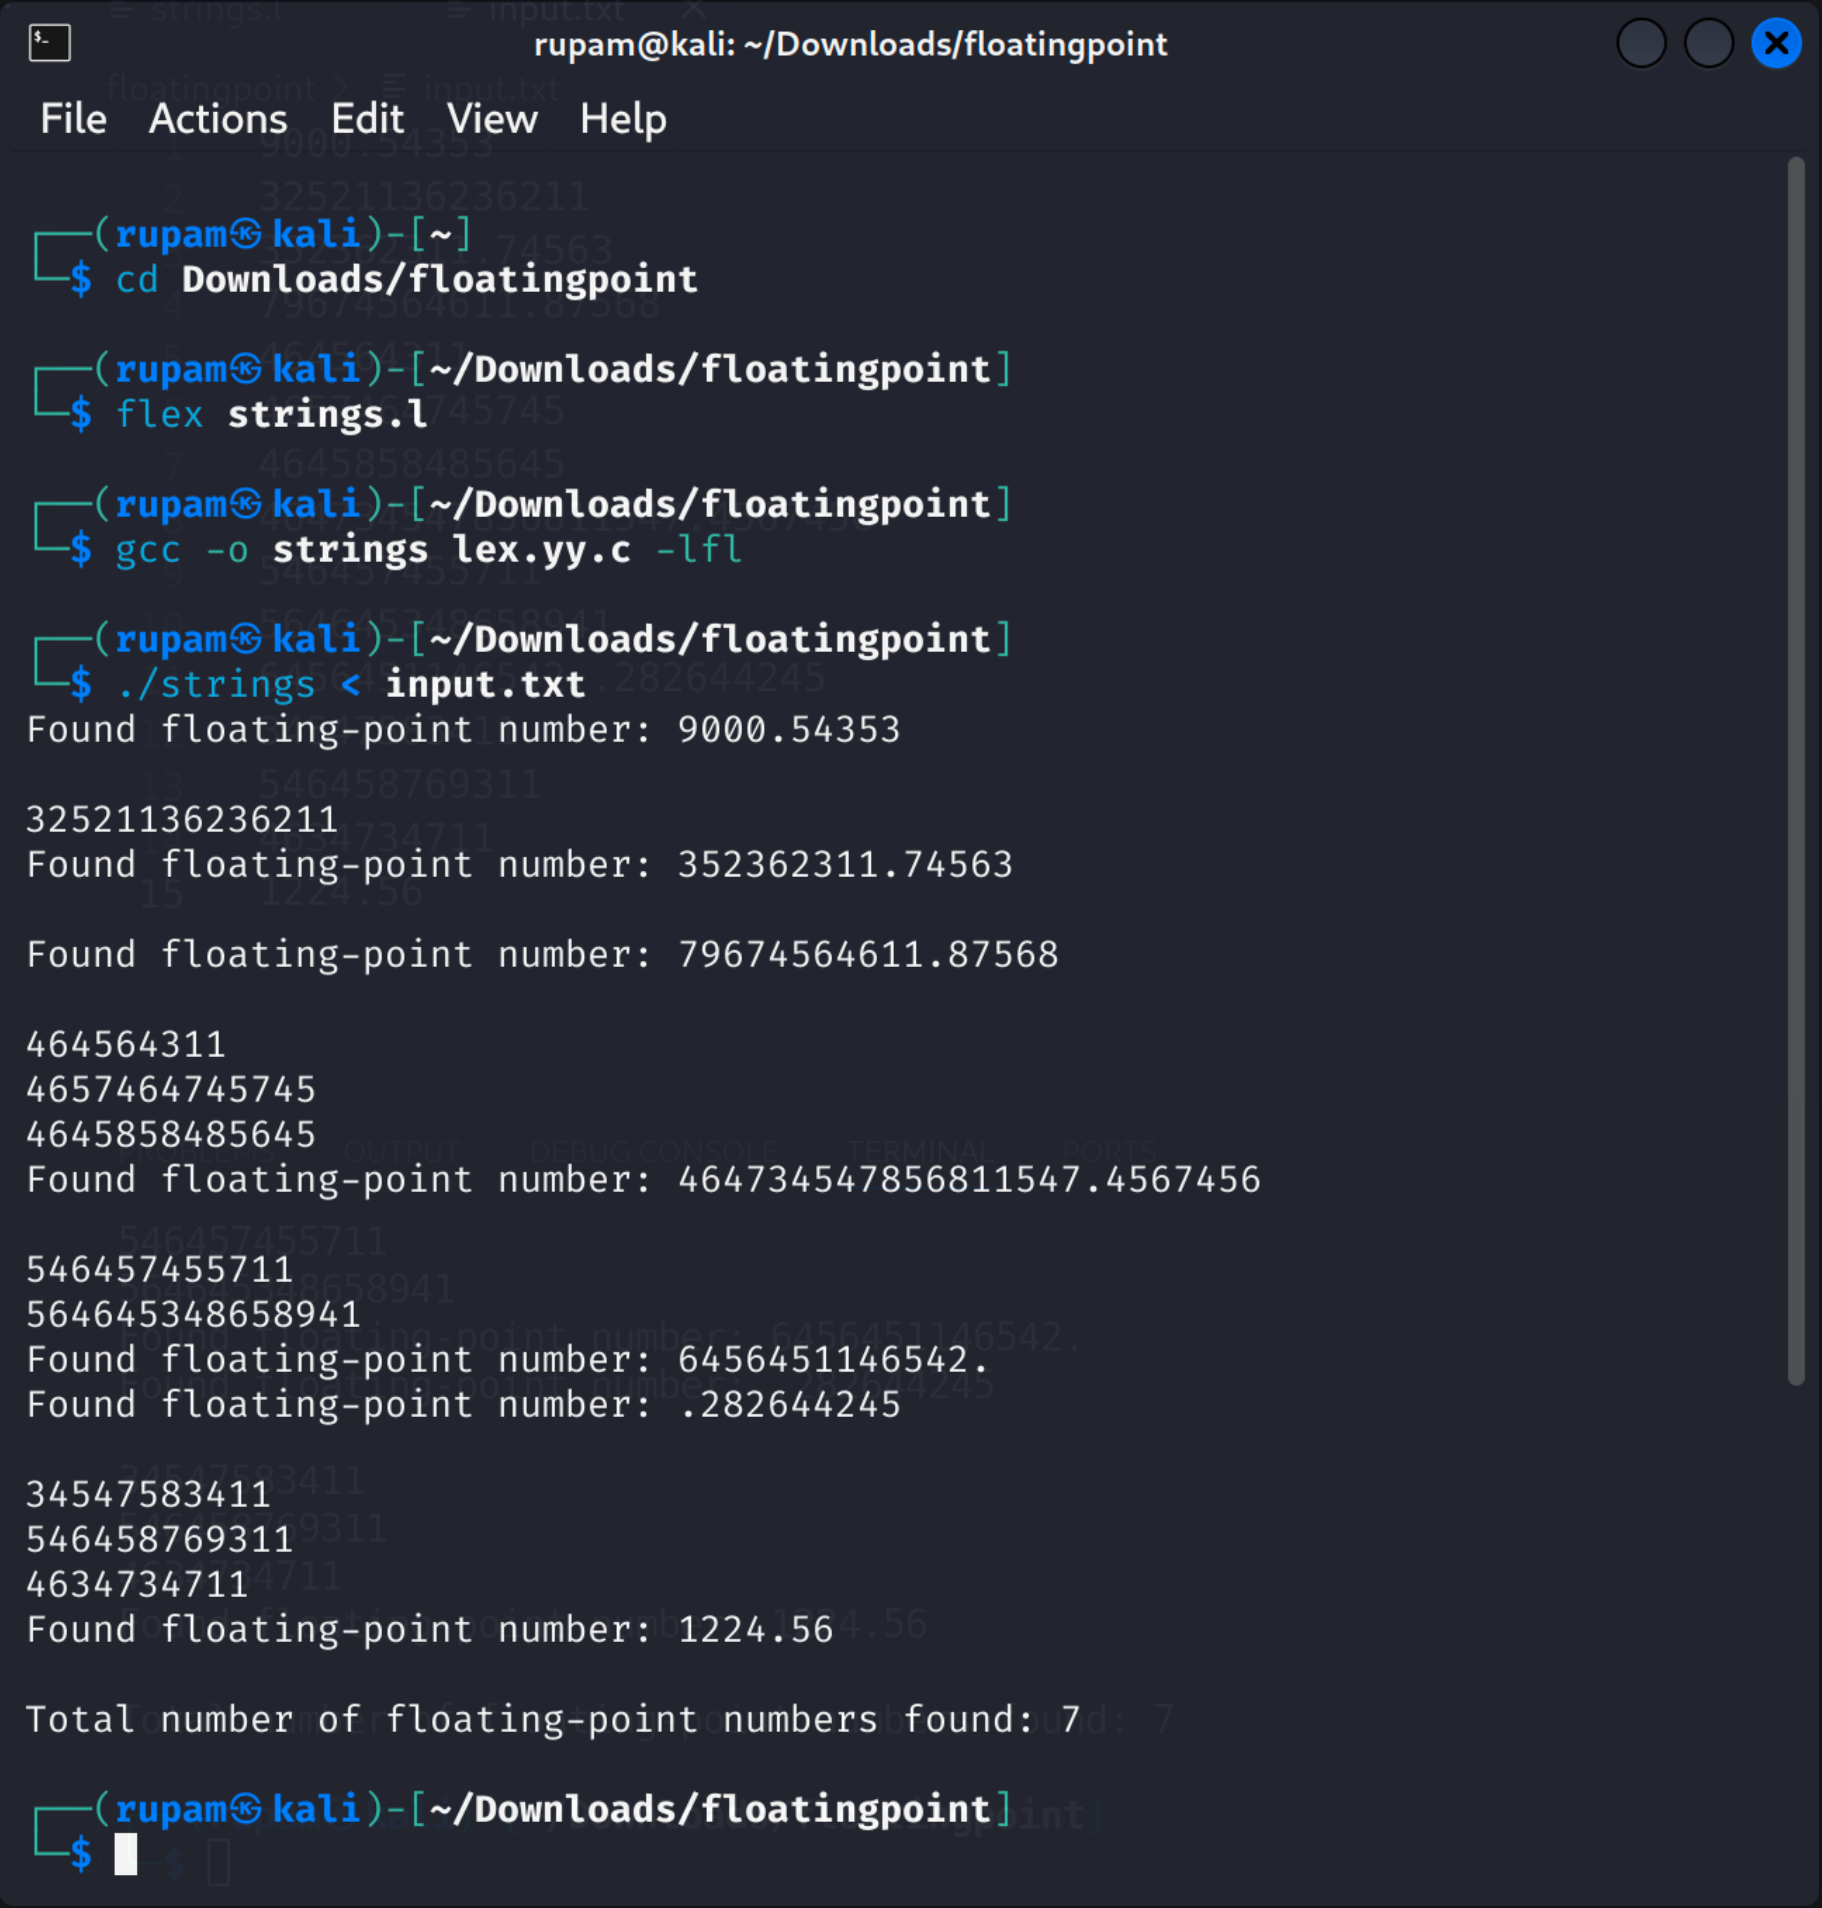 rupam@kali: ~/Downloads/floatingpoint
File Actions Edit View Help
┌──(rupam㉿kali)-[~]
└─$ cd Downloads/floatingpoint
┌──(rupam㉿kali)-[~/Downloads/floatingpoint]
└─$ flex strings.l
┌──(rupam㉿kali)-[~/Downloads/floatingpoint]
└─$ gcc -o strings lex.yy.c -lfl
┌──(rupam㉿kali)-[~/Downloads/floatingpoint]
└─$ ./strings < input.txt
Found floating-point number: 9000.54353
32521136236211
Found floating-point number: 352362311.74563
Found floating-point number: 79674564611.87568
464564311
4657464745745
4645858485645
Found floating-point number: 464734547856811547.4567456
546457455711
564645348658941
Found floating-point number: 6456451146542.
Found floating-point number: .282644245
34547583411
546458769311
4634734711
Found floating-point number: 1224.56
Total number of floating-point numbers found: 7
┌──(rupam㉿kali)-[~/Downloads/floatingpoint]
└─$